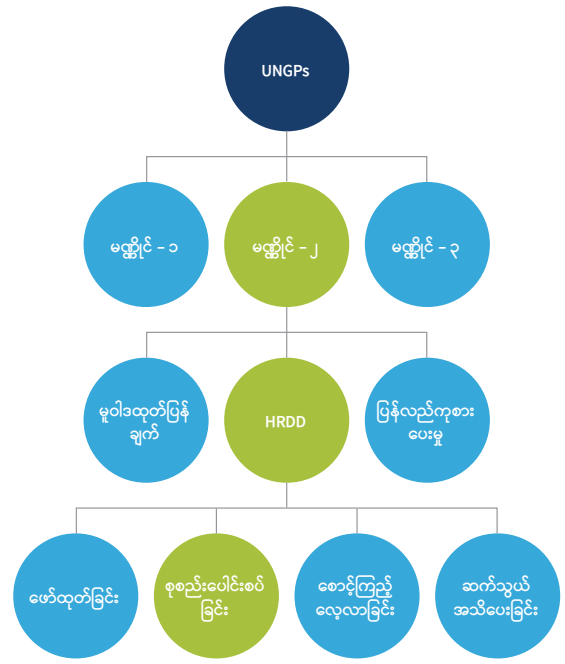 UNGPs
မဏ္ဍိုင် – ၁
မဏ္ဍိုင် – ၂
မဏ္ဍိုင် – ၃
မူဝါဒထုတ်ပြန်
ချက်
HRDD
ပြန်လည်ကုစား
ပေးမှု
ဖော်ထုတ်ခြင်း
စုစည်းပေါင်းစပ်
ခြင်း
စောင့်ကြည့်
လေ့လာခြင်း
ဆက်သွယ်
အသိပေးခြင်း